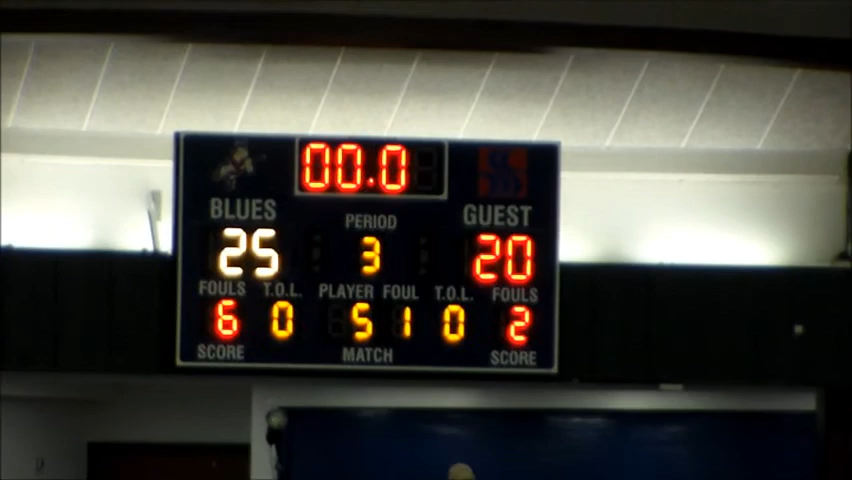 00.0
BLUES PERIOD GUEST
25 3 20
FOULS T.O.L. PLAYER FOUL T.O.L. FOULS
6 0 5 1 0 2
SCORE MATCH SCORE